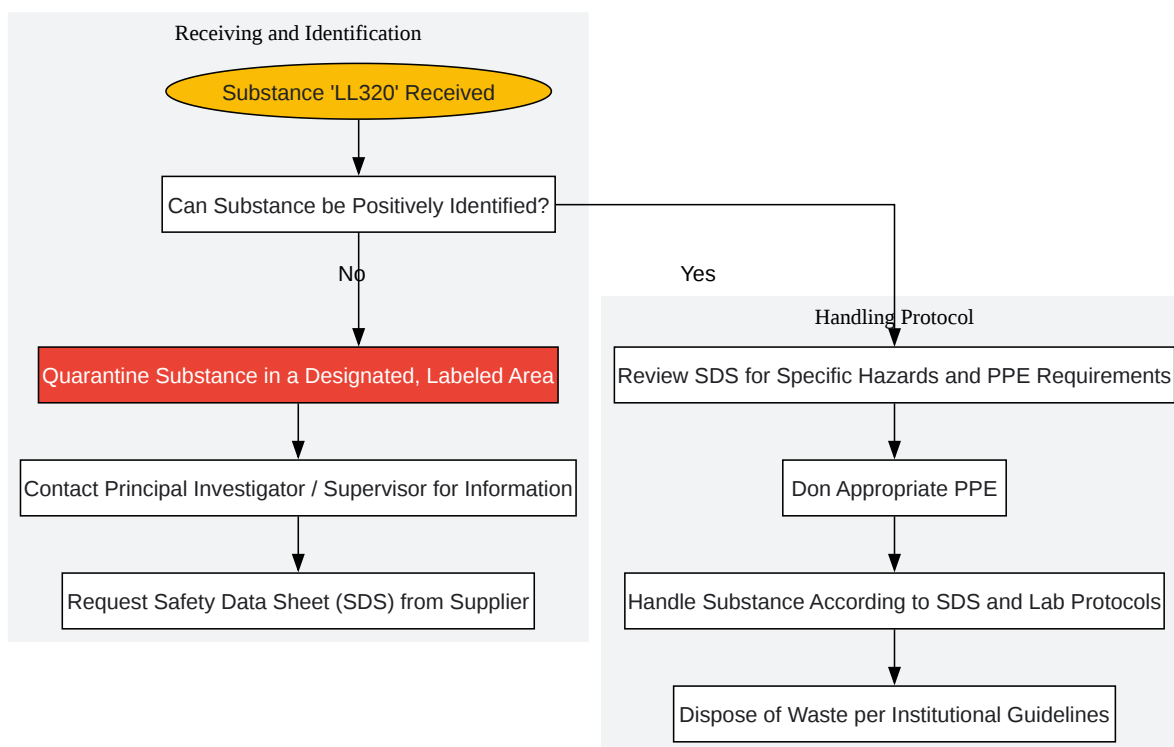 Receiving and Identification
Substance 'LL320' Received
Can Substance be Positively Identified?
No
Yes
Handling Protocol
Quarantine Substance in a Designated, Labeled Area
Review SDS for Specific Hazards and PPE Requirements
Contact Principal Investigator / Supervisor for Information
Don Appropriate PPE
Request Safety Data Sheet (SDS) from Supplier
Handle Substance According to SDS and Lab Protocols
Dispose of Waste per Institutional Guidelines